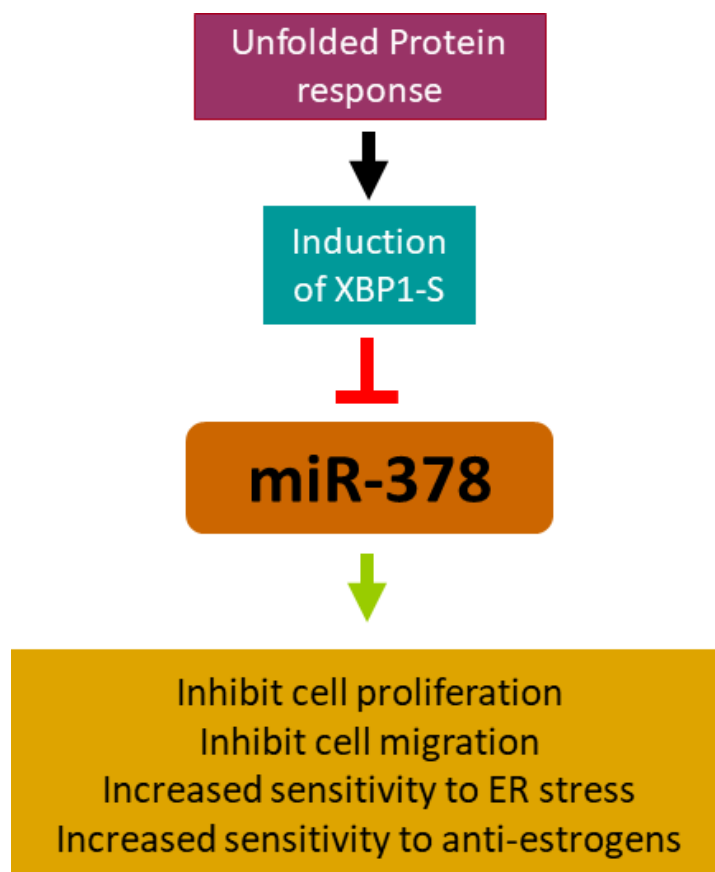 Unfolded Protein
response
Induction
of XBP1-S
miR-378
Inhibit cell proliferation
Inhibit cell migration
Increased sensitivity to ER stress
Increased sensitivity to anti-estrogens